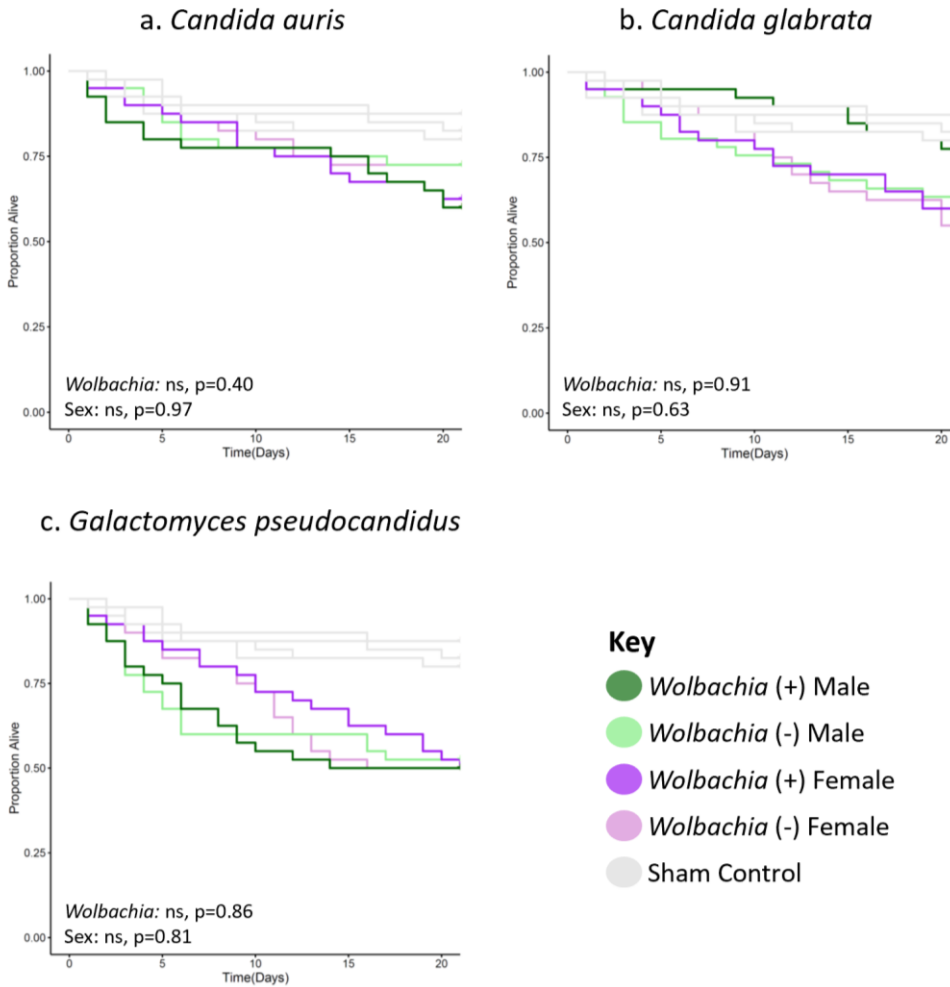 a. Candida auris
b. Candida glabrata
1.00
0.75
0.50
0.25
0.00
Proportion Alive
Wolbachia: ns, p=0.40
Sex: ns, p=0.97
0 5 10 15 20
Time(Days)
1.00
0.75
0.50
0.25
0.00
Proportion Alive
Wolbachia: ns, p=0.91
Sex: ns, p=0.63
0 5 10 15 20
Time(Days)
c. Galactomyces pseudocandidus
1.00
0.75
0.50
0.25
0.00
Proportion Alive
Wolbachia: ns, p=0.86
Sex: ns, p=0.81
0 5 10 15 20
Time(Days)
Key
Wolbachia (+) Male
Wolbachia (-) Male
Wolbachia (+) Female
Wolbachia (-) Female
Sham Control